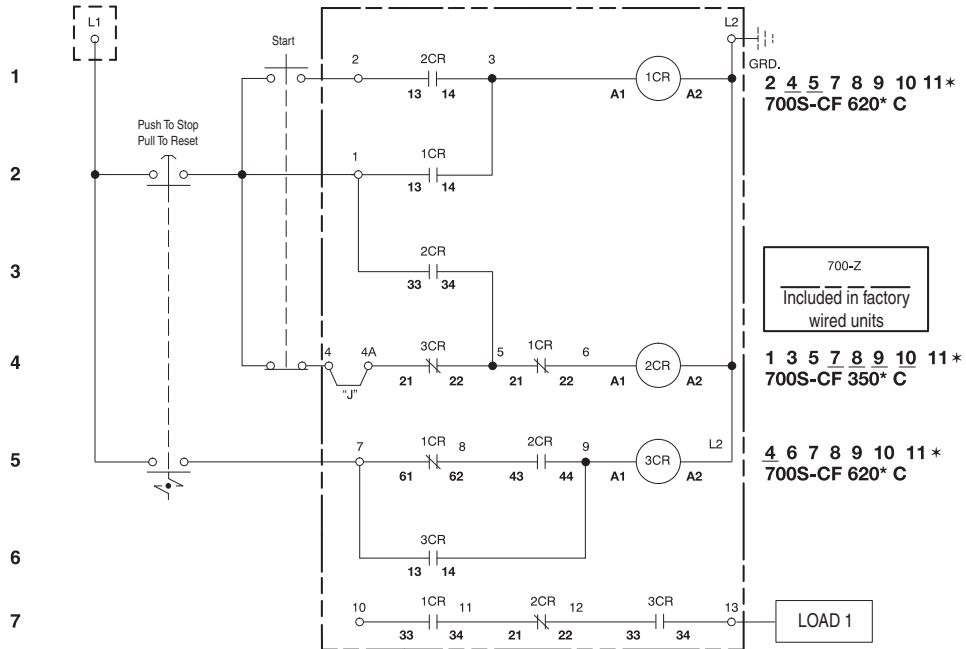 L1
L2
Start
GRD.
1
2
2CR
3
1CR
13 14
A1 A2
2 4 5 7 8 9 10 11*
700S-CF 620* C
Push To Stop
Pull To Reset
2
1
1CR
13 14
3
2CR
33 34
700-Z
Included in factory
wired units
4
4
4A
3CR
5
1CR
6
2CR
"J"
21 22
21 22
A1 A2
1 3 5 7 8 9 10 11*
700S-CF 350* C
5
7
1CR
8
2CR
9
3CR
L2
61 62
43 44
A1 A2
4 6 7 8 9 10 11*
700S-CF 620* C
6
3CR
13 14
7
10
1CR
11
2CR
12
3CR
13
LOAD 1
33 34
21 22
33 34